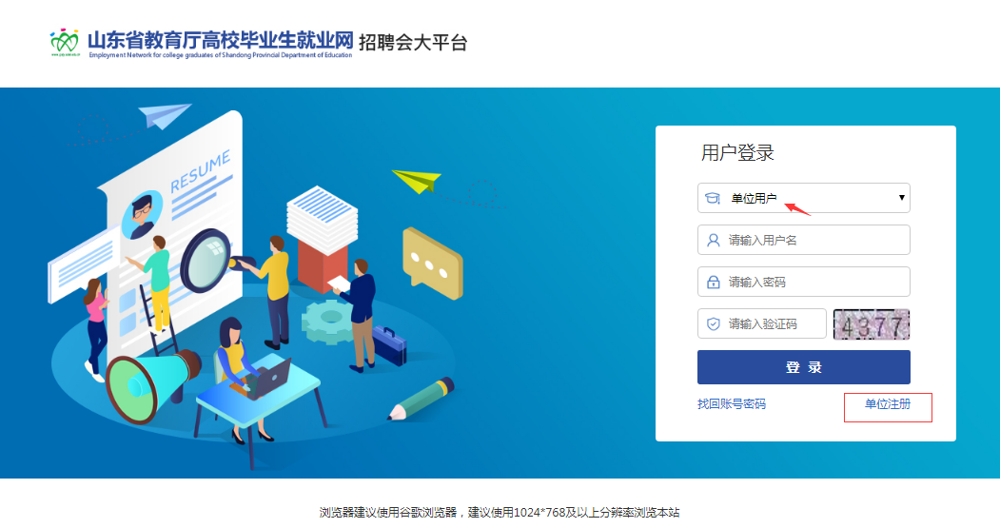 山东省教育厅高校毕业生就业网 招聘会大平台
Employment Network for college graduates of Shandong Provincial Department of Education
RESUME
用户登录
单位用户
请输入用户名
请输入密码
请输入验证码 4377
登 录
找回账号密码 单位注册
浏览器建议使用谷歌浏览器，建议使用1024*768及以上分辨率浏览本站